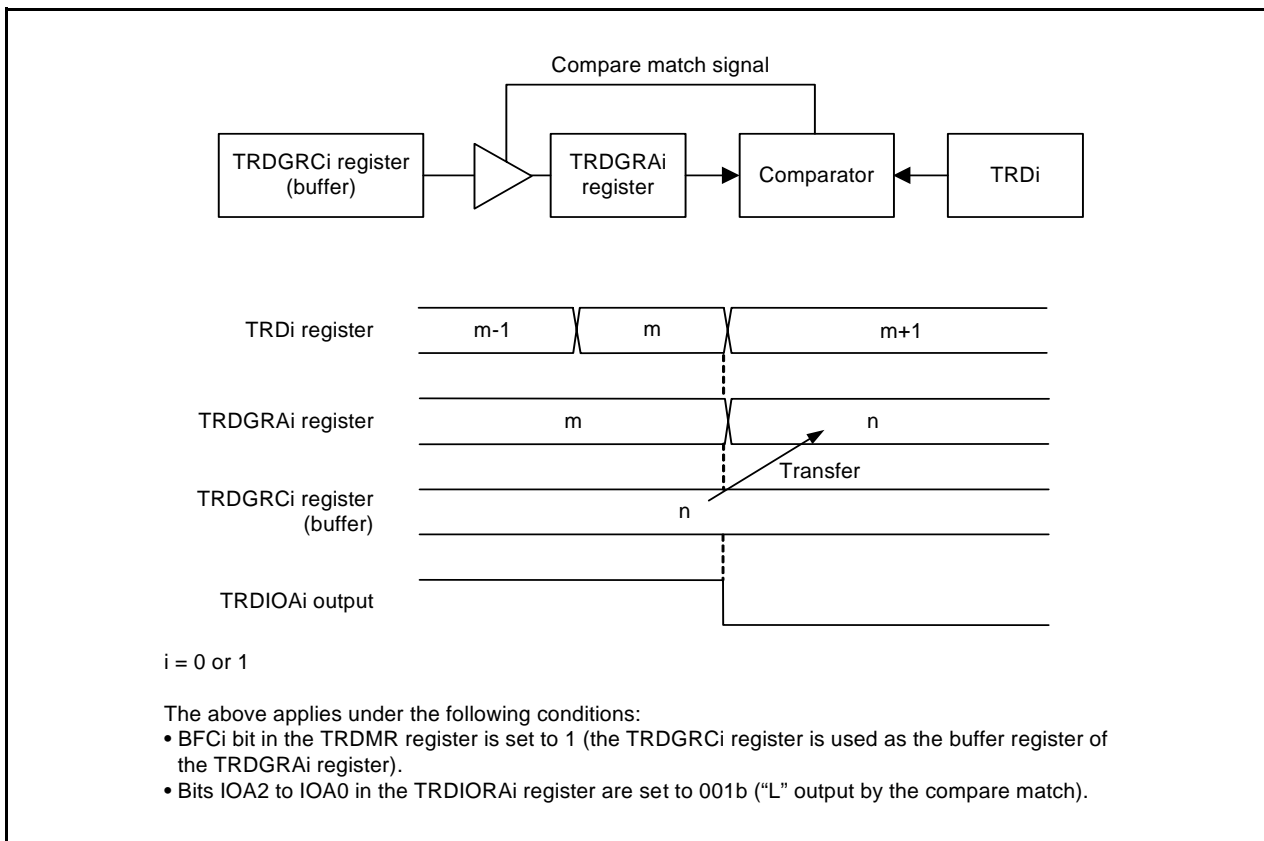 Compare match signal
TRDGRCi register
(buffer)
TRDGRAi
register
Comparator
TRDi
TRDi register
m-1
m
m+1
TRDGRAi register
m
n
Transfer
TRDGRCi register
(buffer)
n
TRDIOAi output
i = 0 or 1
The above applies under the following conditions:
• BFCi bit in the TRDMR register is set to 1 (the TRDGRCi register is used as the buffer register of
the TRDGRAi register).
• Bits IOA2 to IOA0 in the TRDIORAi register are set to 001b (“L” output by the compare match).